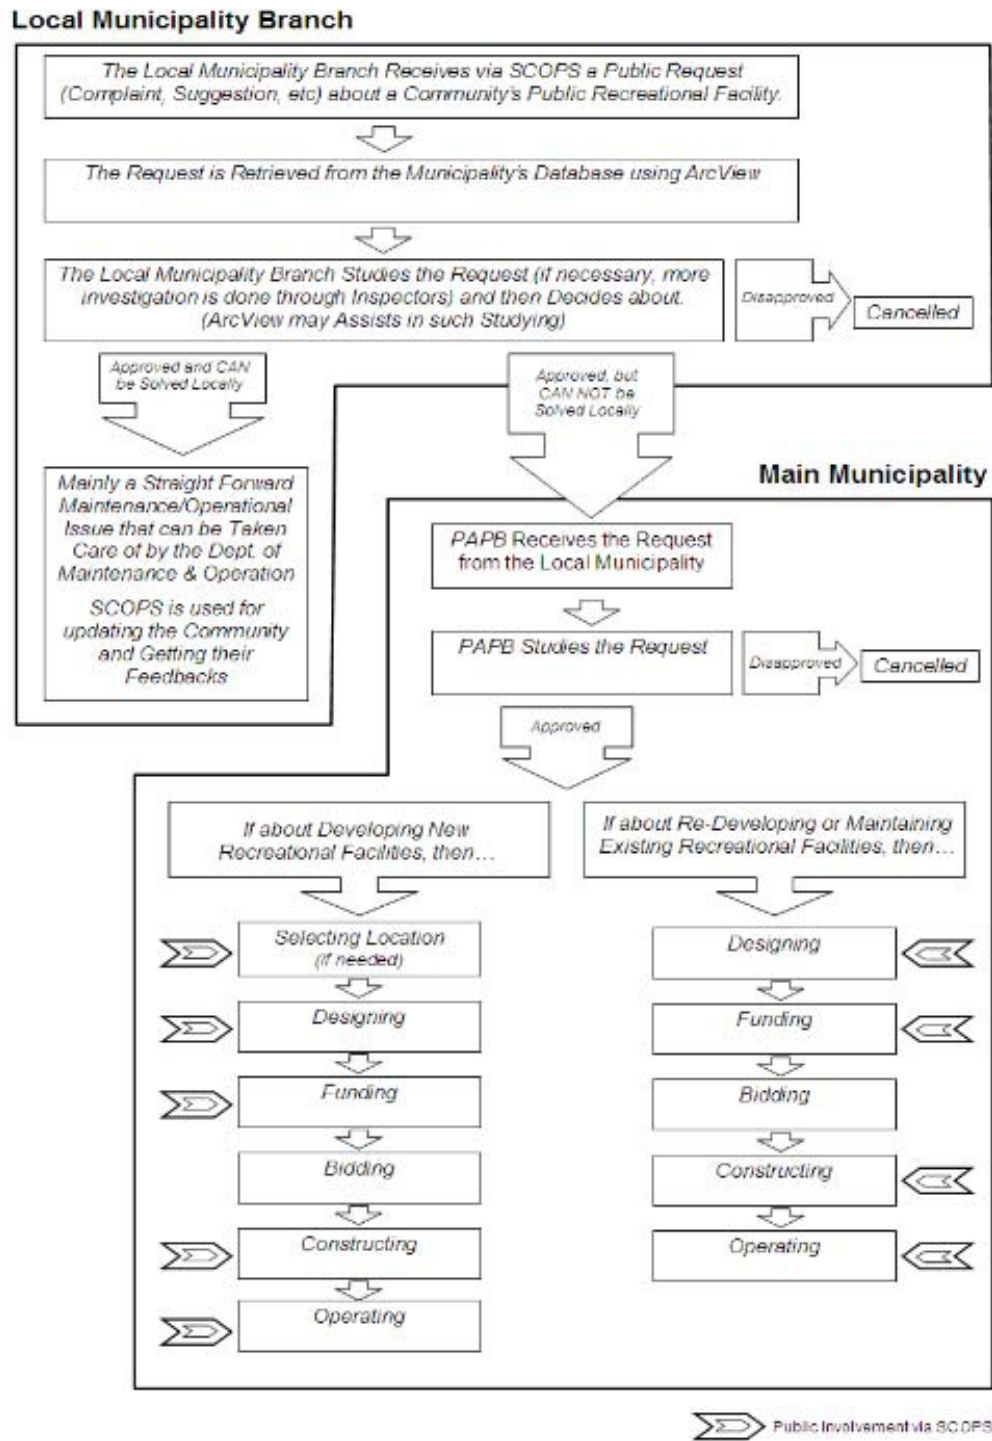 Local Municipality Branch
The Local Municipality Branch Receives via SCOPS a Public Request
(Complaint, Suggestion, etc) about a Community's Public Recreational Facility.
The Request is Retrieved from the Municipality's Database using ArcView
The Local Municipality Branch Studies the Request (if necessary, more
investigation is done through Inspectors) and then Decides about.
(ArcView may Assists in such Studying)
Disapproved
Cancelled
Approved and CAN
be Solved Locally
Approved, but
CAN NOT be
Solved Locally
Mainly a Straight Forward
Maintenance/Operational
Issue that can be Taken
Care of by the Dept. of
Maintenance & Operation
SCOPS is used for
updating the Community
and Getting their
Feedbacks
Main Municipality
PAPB Receives the Request
from the Local Municipality
PAPB Studies the Request
Disapproved
Cancelled
Approved
If about Developing New
Recreational Facilities, then...
If about Re-Developing or Maintaining
Existing Recreational Facilities, then...
Selecting Location
(if needed)
Designing
Funding
Bidding
Constructing
Operating
Designing
Funding
Bidding
Constructing
Operating
Public Involvement via SCOPS